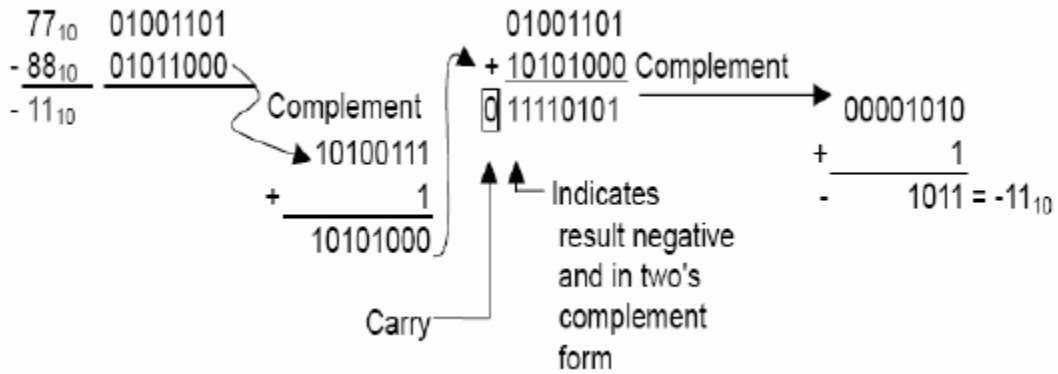 77₁₀ 01001101
- 88₁₀ 01011000
- 11₁₀
Complement
10100111
+ 1
10101000
01001101
+ 10101000 Complement
0 11110101
Carry
Indicates
result negative
and in two's
complement
form
00001010
+ 1
- 1011 = -11₁₀